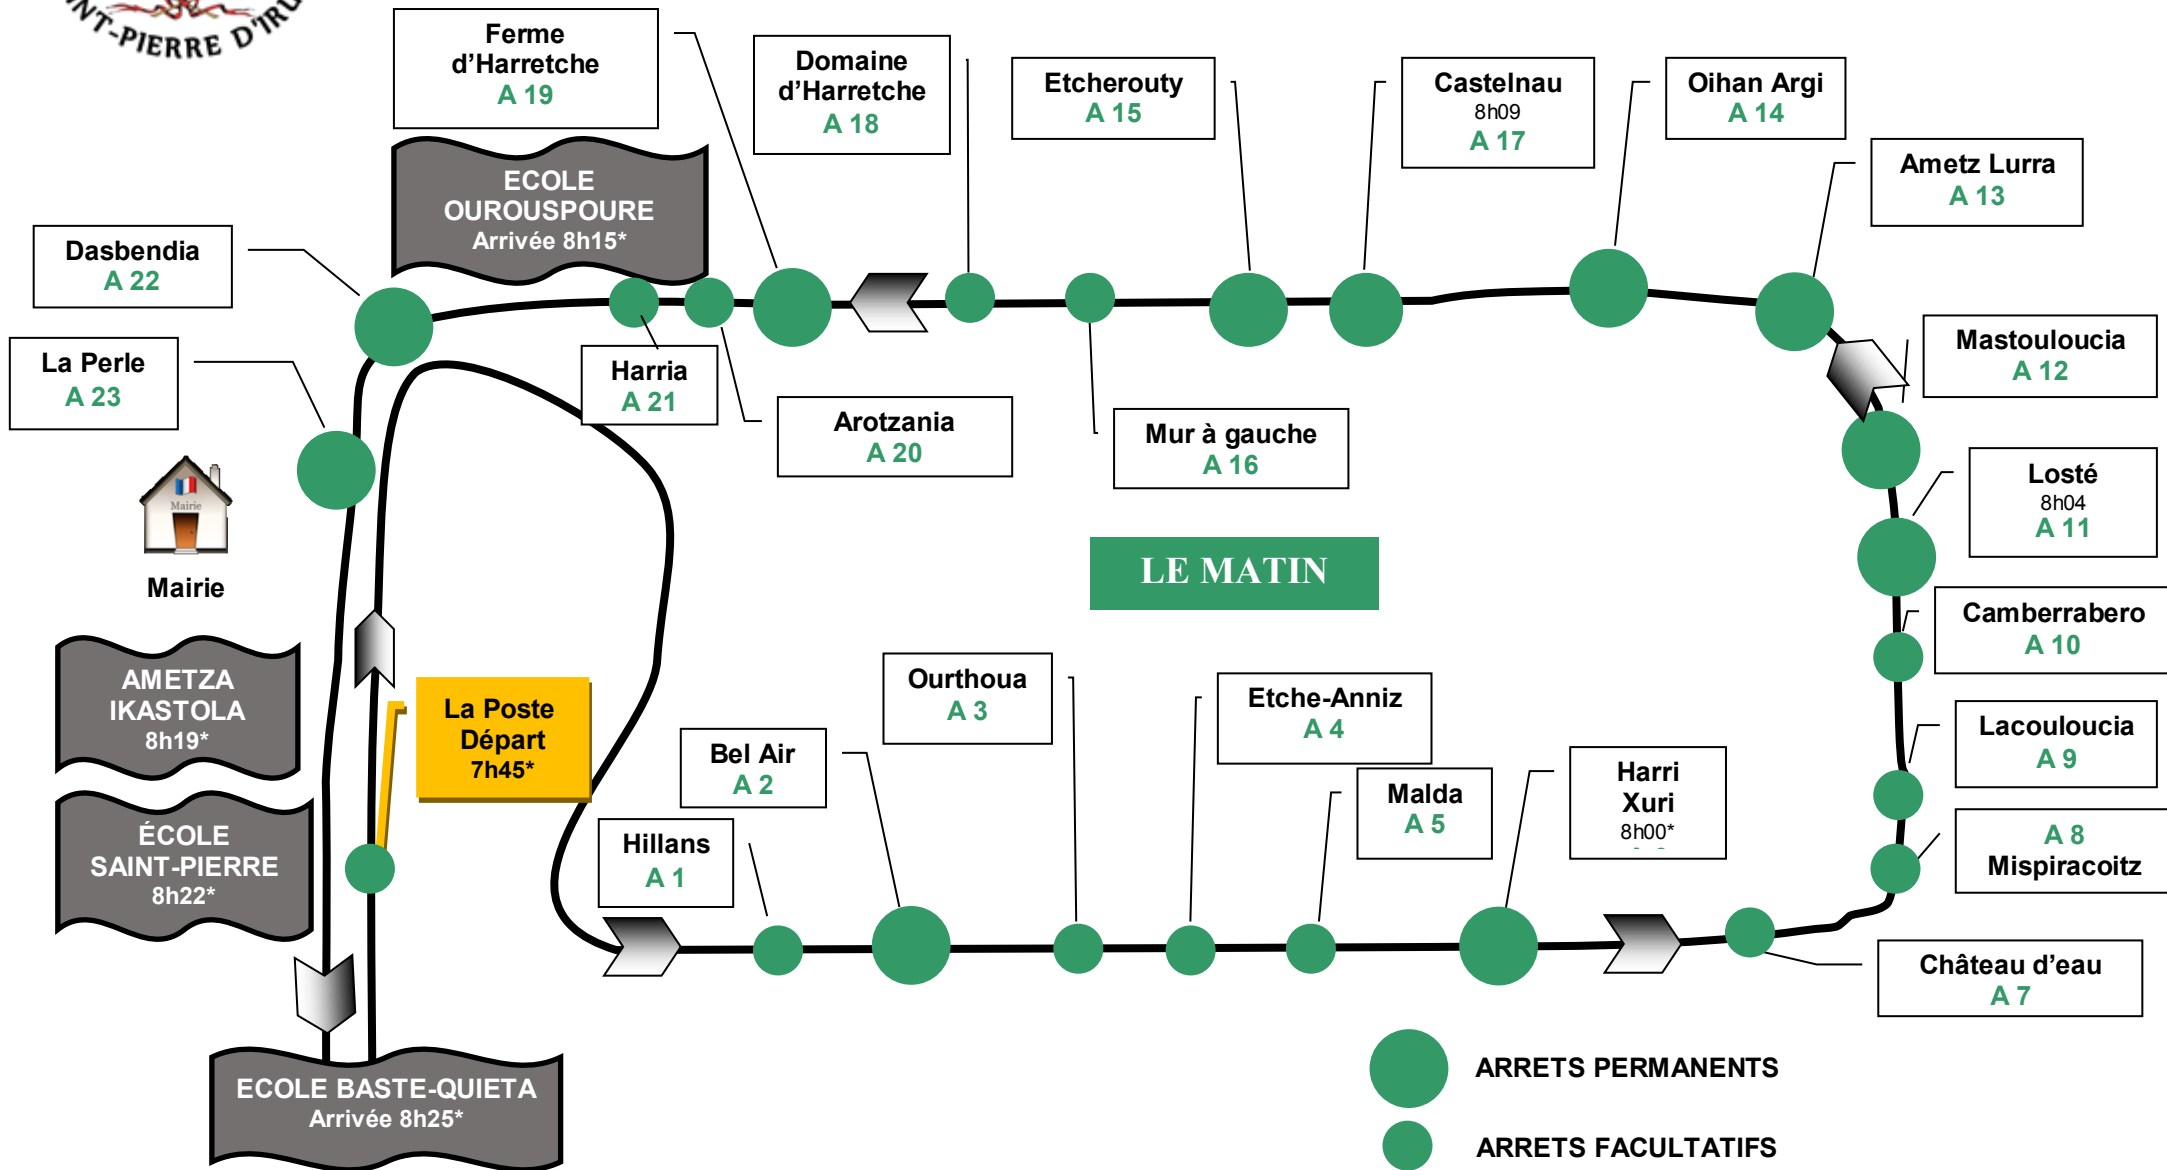 NT-PIERRE D'IRU
Ferme
d'Harretche
A 19
Domaine
d'Harretche
A 18
Etcherouty
A 15
Castelnau
8h09
A 17
Oihan Argi
A 14
Ametz Lurra
A 13
ECOLE
OUROUSPOURE
Arrivée 8h15*
Dasbendia
A 22
La Perle
A 23
Harria
A 21
Arotzania
A 20
Mur à gauche
A 16
Mastouloucia
A 12
Losté
8h04
A 11
Mairie
Mairie
LE MATIN
Camberrabero
A 10
AMETZA
IKASTOLA
8h19*
La Poste
Départ
7h45*
Ourthoua
A 3
Etche-Anniz
A 4
Lacouloucia
A 9
Bel Air
A 2
Malda
A 5
Harri
Xuri
8h00*
ÉCOLE
SAINT-PIERRE
8h22*
Hillans
A 1
A 8
Mispiracoitz
Château d'eau
A 7
ECOLE BASTE-QUIETA
Arrivée 8h25*
ARRETS PERMANENTS
ARRETS FACULTATIFS